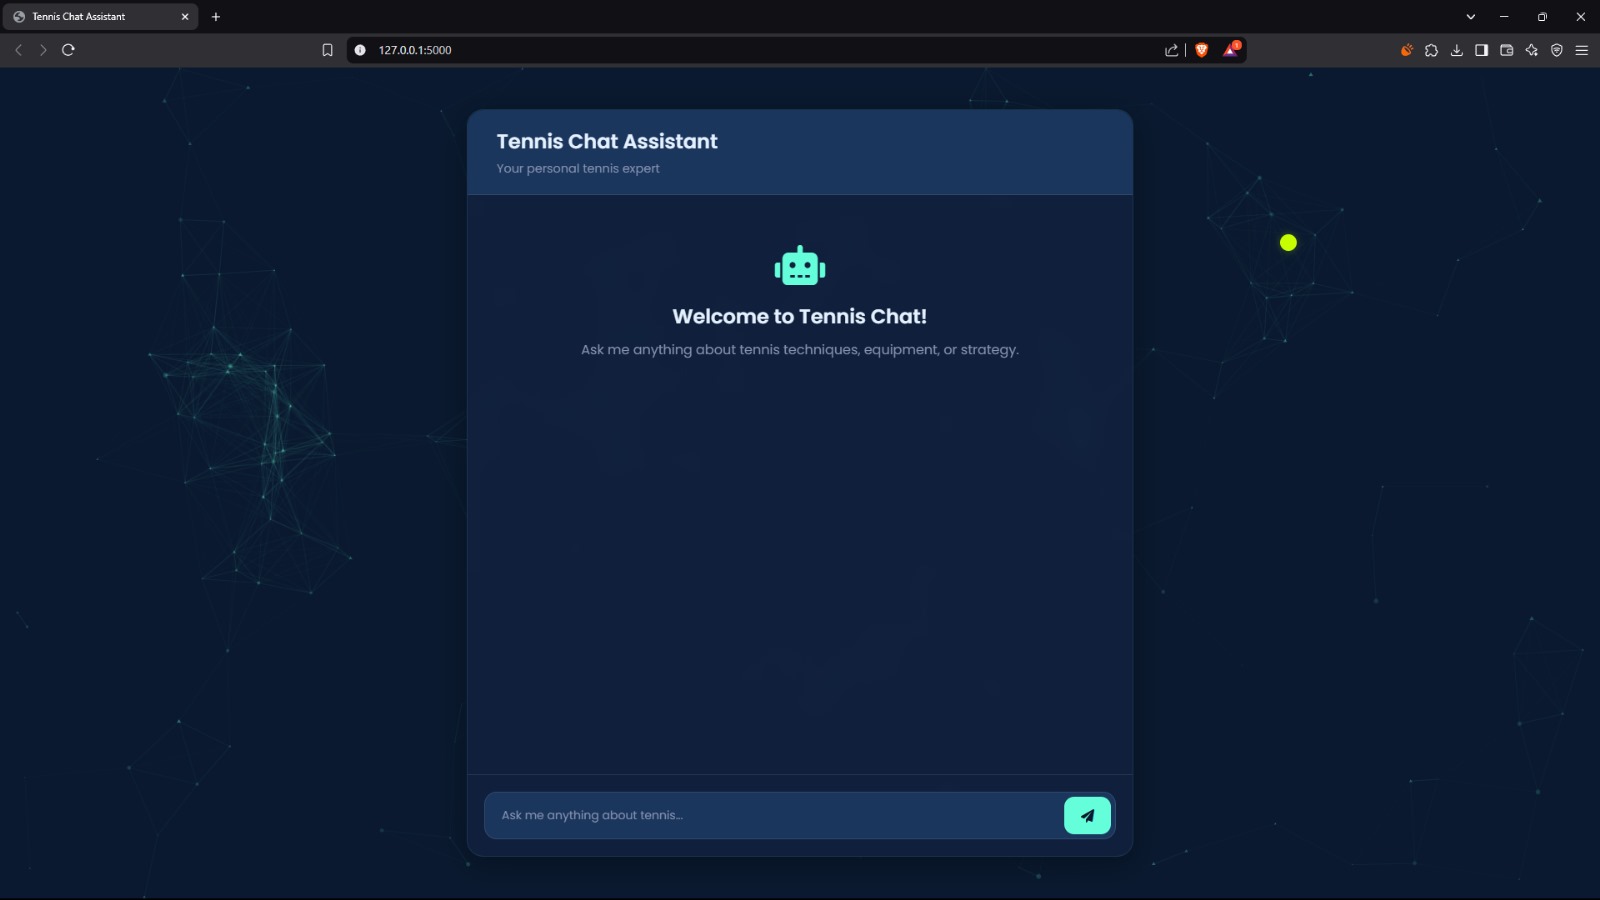 Tennis Chat Assistant
127.0.0.1:5000
1
Tennis Chat Assistant
Your personal tennis expert
Welcome to Tennis Chat!
Ask me anything about tennis techniques, equipment, or strategy.
Ask me anything about tennis...